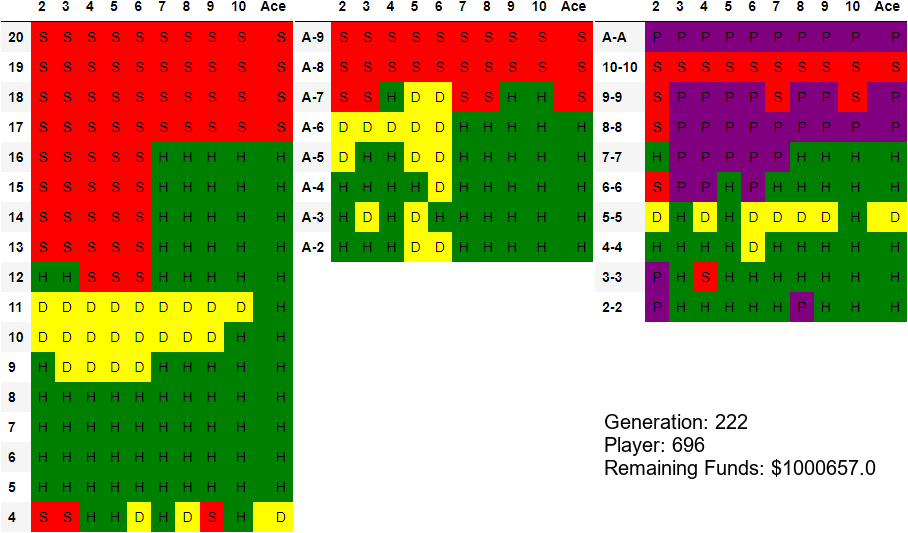 2 3 4 5 6 7 8 9 10 Ace
20 S S S S S S S S S S
19 S S S S S S S S S S
18 S S S S S S S S S S
17 S S S S S S S S S S
16 S S S S S H H H H H
15 S S S S S H H H H H
14 S S S S S H H H H H
13 S S S S S H H H H H
12 H H S S S H H H H H
11 D D D D D D D D D H
10 D D D D D D D D H H
9 H D D D D H H H H H
8 H H H H H H H H H H
7 H H H H H H H H H H
6 H H H H H H H H H H
5 H H H H H H H H H H
4 S S H H D H D S H D
2 3 4 5 6 7 8 9 10 Ace
A-9 S S S S S S S S S S
A-8 S S S S S S S S S S
A-7 S S H D D S S H H S
A-6 D D D D D H H H H H
A-5 D H H D D H H H H H
A-4 H H H H D H H H H H
A-3 H D H D H H H H H H
A-2 H H H D D H H H H H
2 3 4 5 6 7 8 9 10 Ace
A-A P P P P P P P P P P
10-10 S S S S S S S S S S
9-9 S P P P P S P P S P
8-8 S P P P P P P P P P
7-7 H P P P P P H H H H
6-6 S P P H P H H H H H
5-5 D H D H D D D D H D
4-4 H H H H D H H H H H
3-3 P H S H H H H H H H
2-2 P H H H H H P H H H
Generation: 222
Player: 696
Remaining Funds: $1000657.0